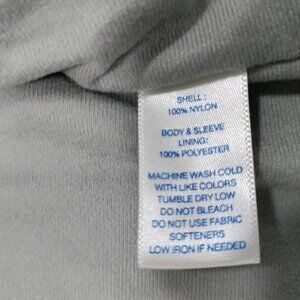 SHELL :
100% NYLON
BODY & SLEEVE
LINING:
100% POLYESTER
MACHINE WASH COLD
WITH LIKE COLORS
TUMBLE DRY LOW
DO NOT BLEACH
DO NOT USE FABRIC
SOFTENERS
LOW IRON IF NEEDED